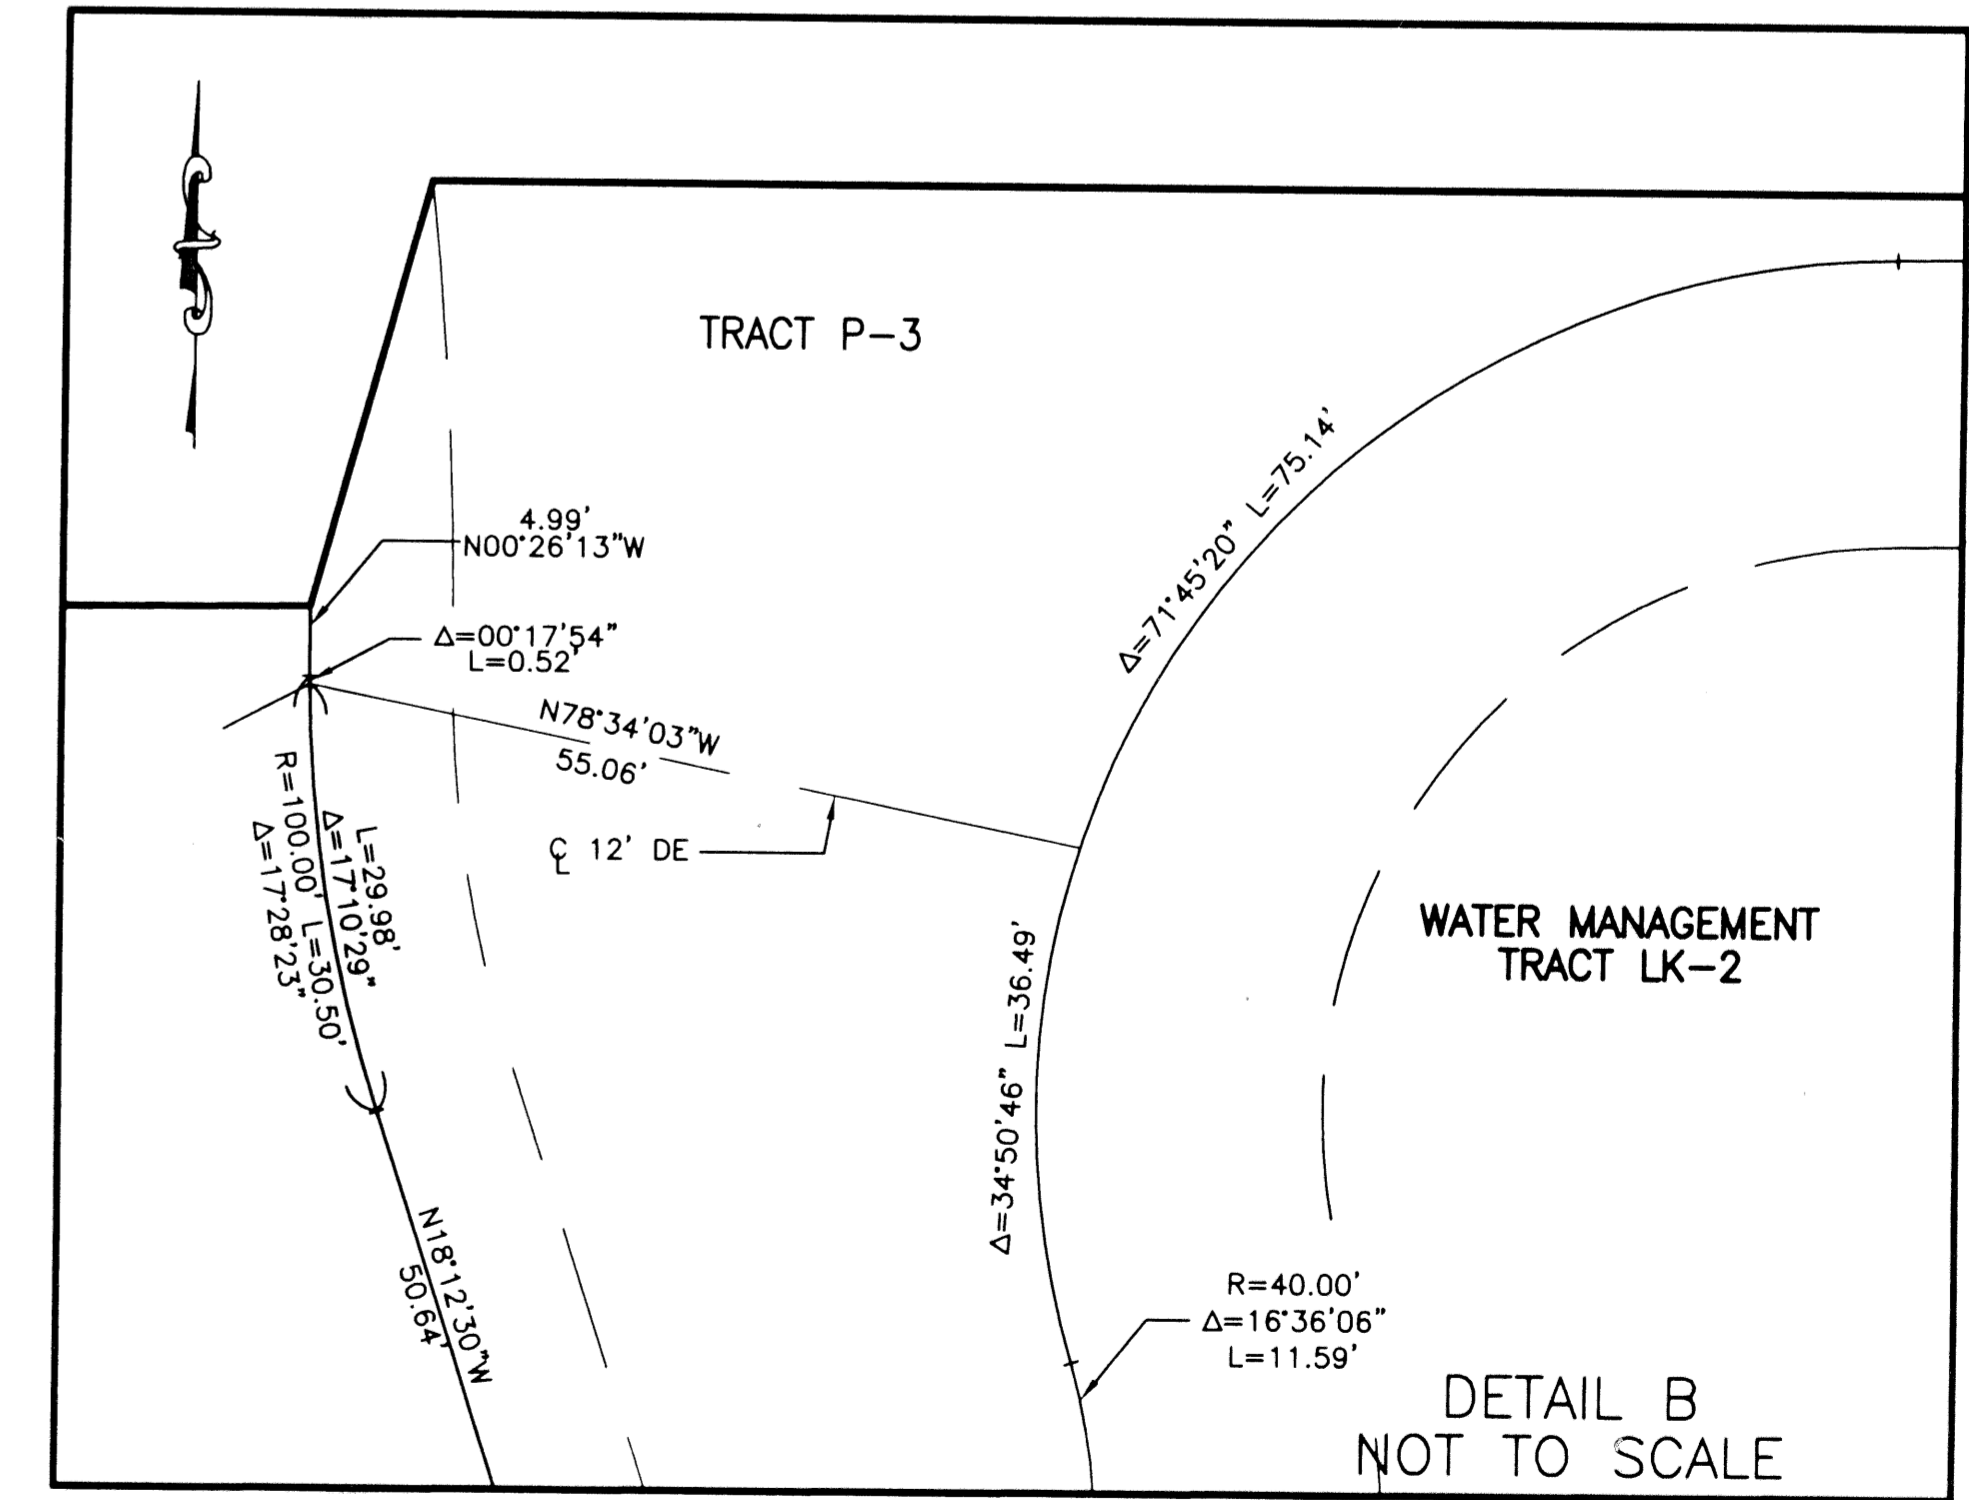 TRACT P-3
Δ=71°45'20" L=75.14'
4.99'
N00°26'13"W
Δ=00°17'54"
L=0.52'
N78°34'03"W
55.06'
℄ 12' DE
L=29.98'
Δ=17°10'29"
R=100.00' L=30.50'
Δ=17°28'23"
WATER MANAGEMENT
TRACT LK-2
Δ=34°50'46" L=36.49'
N18°12'30"W
50.64'
R=40.00'
Δ=16°36'06"
L=11.59'
DETAIL B
NOT TO SCALE